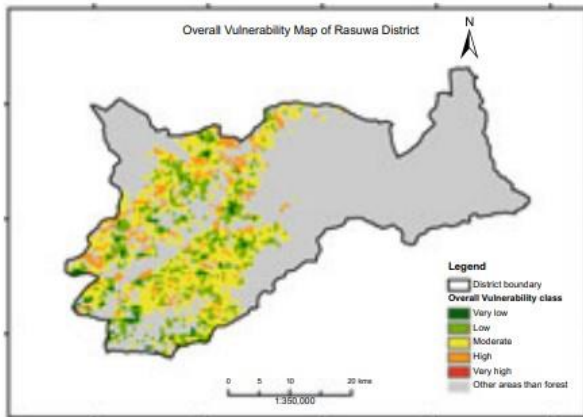 Overall Vulnerability Map of Rasuwa District
N
Legend
District boundary
Overall Vulnerability class
Very low
Low
Moderate
High
Very high
Other areas than forest
0 5 10 20 kms
1:350,000